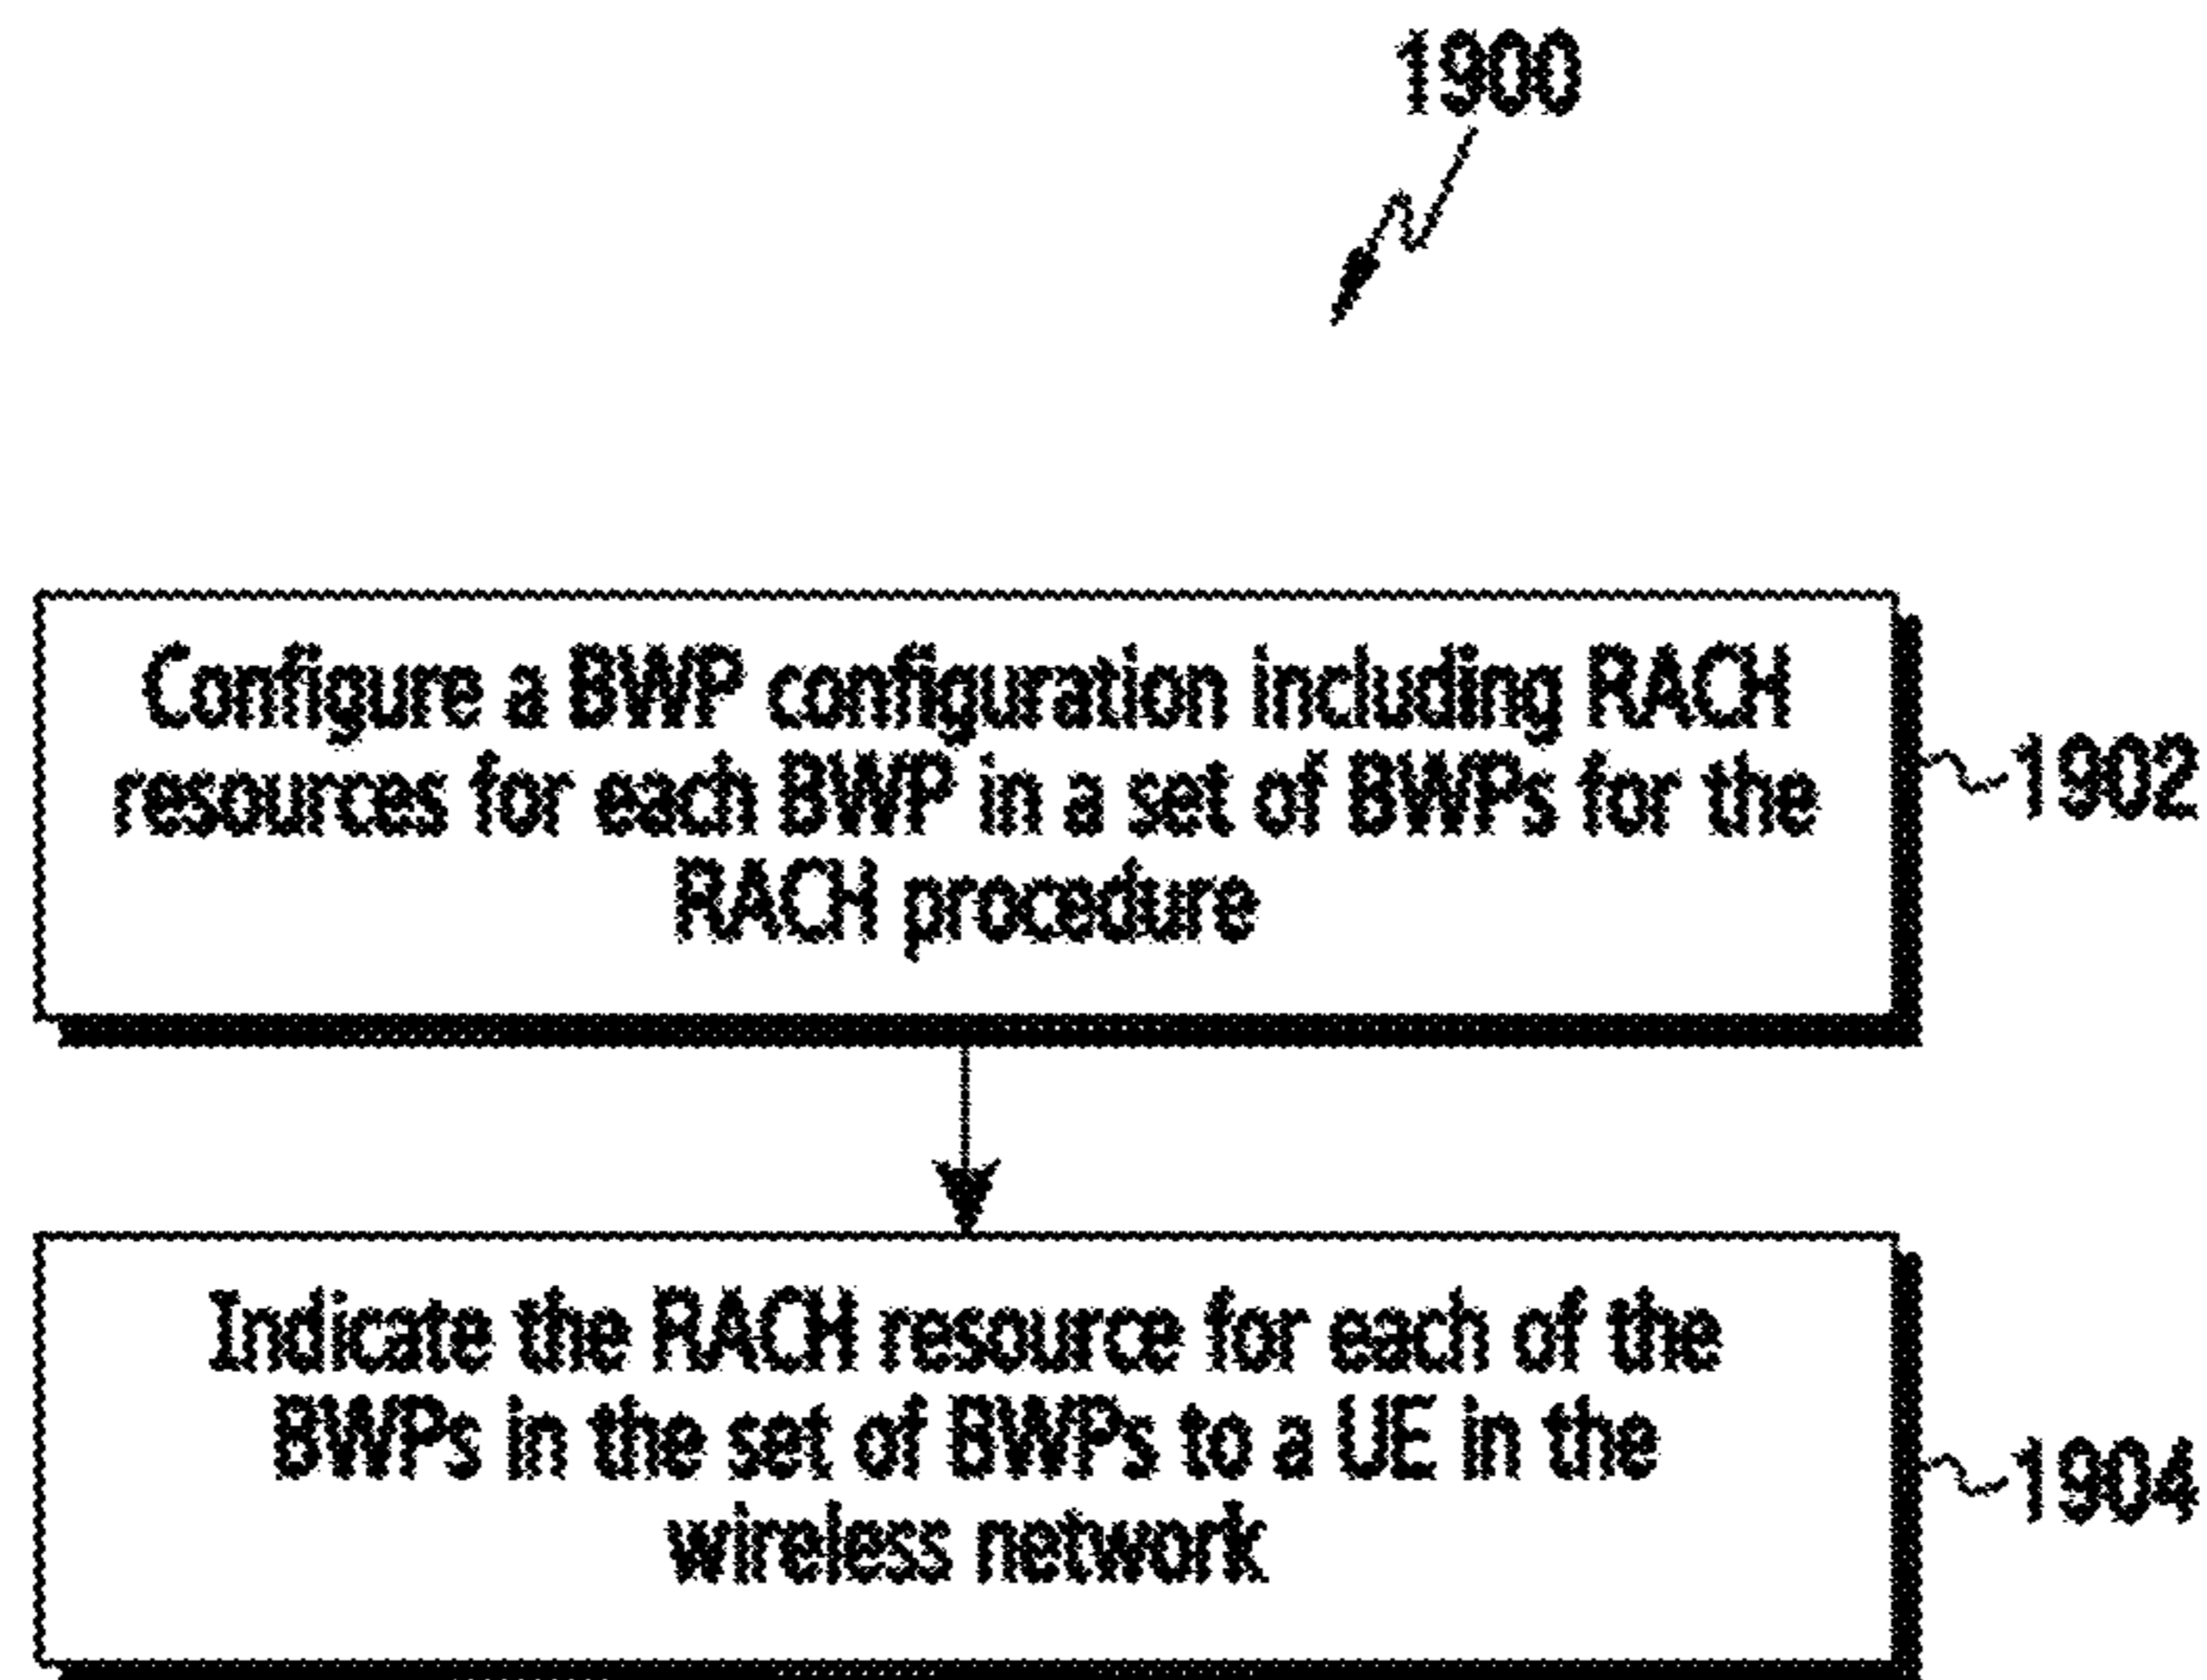 1900
Configure a BWP configuration including RACH
resources for each BWP in a set of BWPs for the
RACH procedure
1902
Indicate the RACH resource for each of the
BWPs in the set of BWPs to a UE in the
wireless network
1904